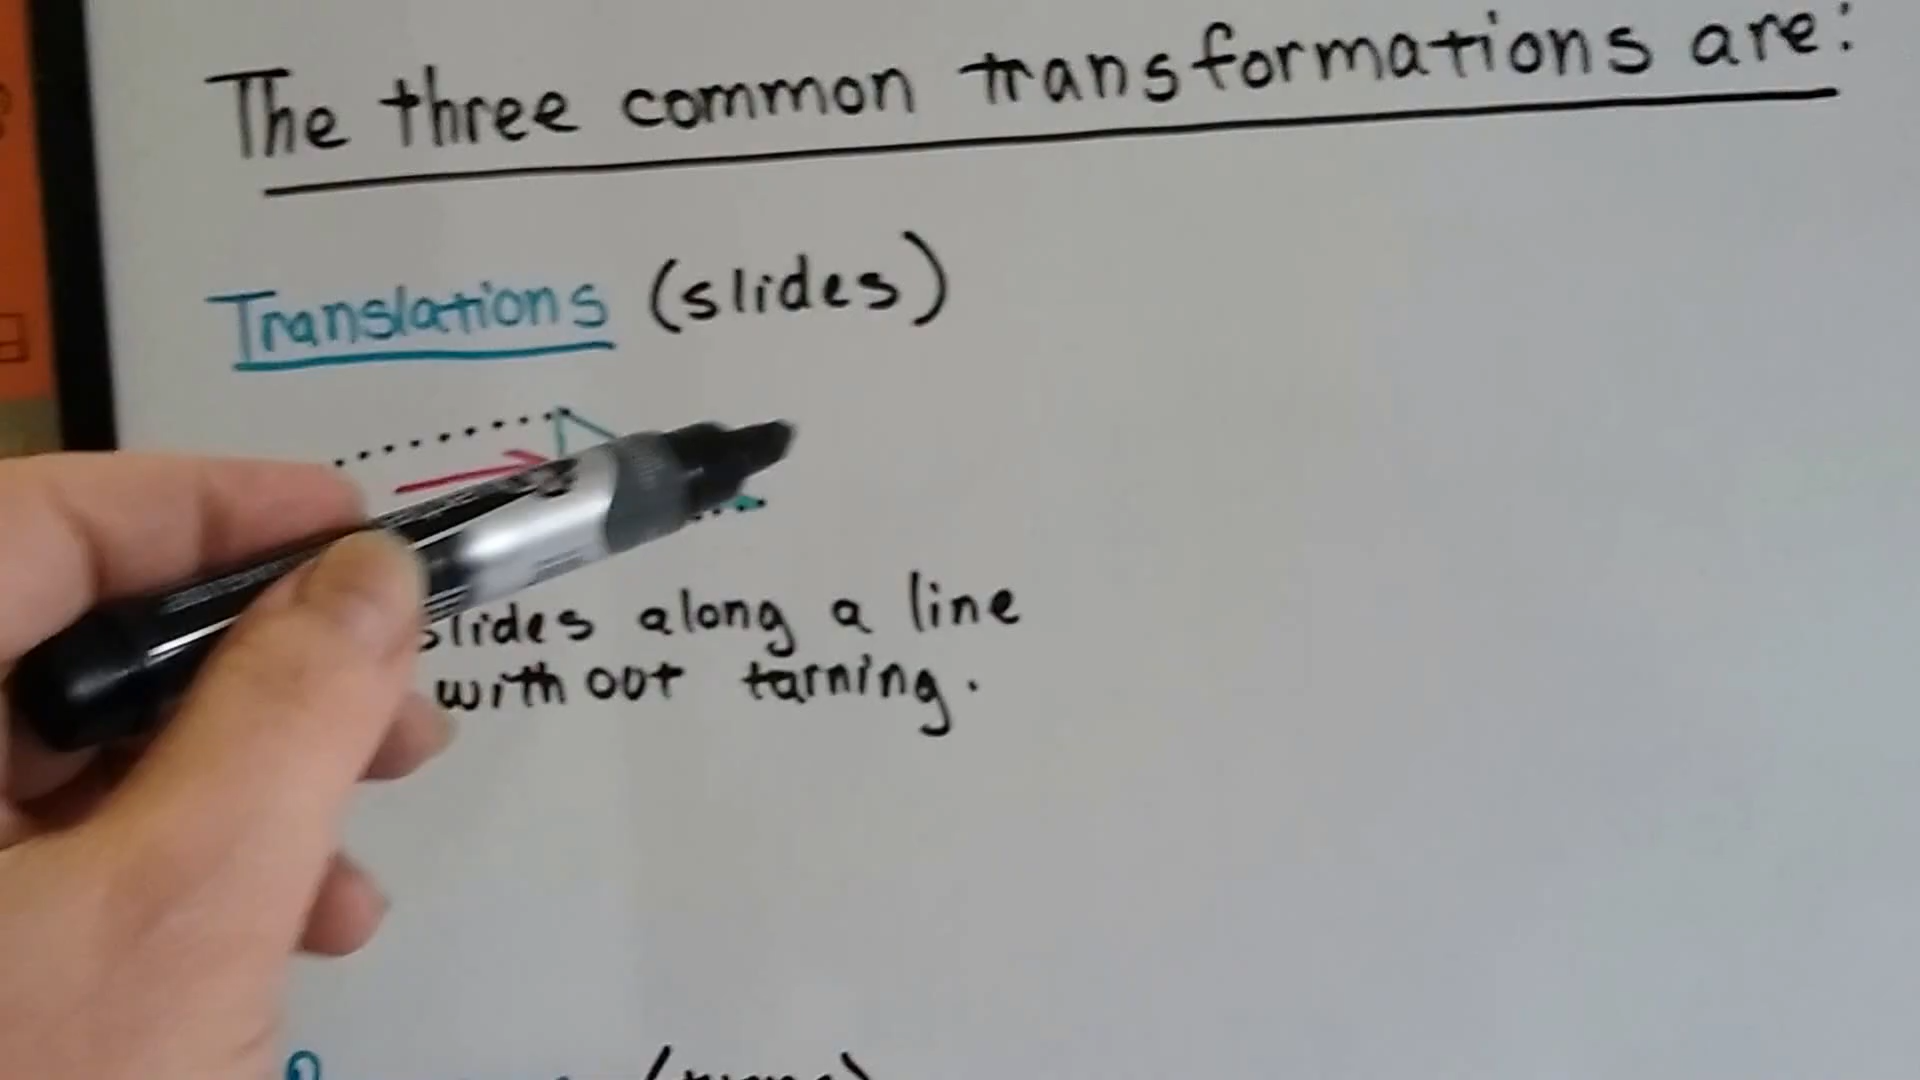 The three common transformations are:
Translations (slides)
slides along a line
without turning.